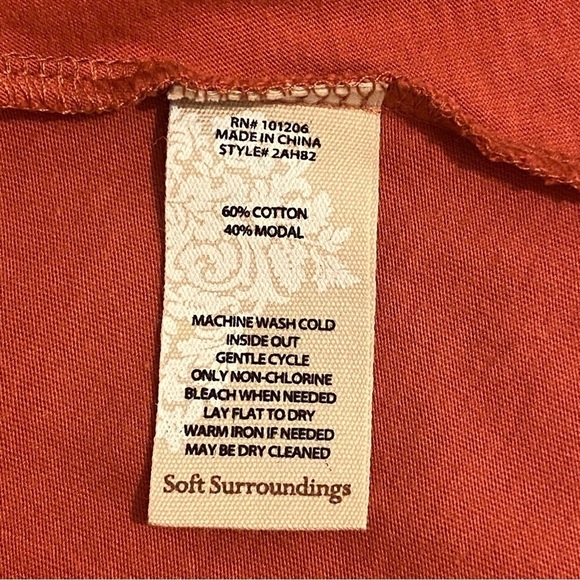 RN# 101206
MADE IN CHINA
STYLE# 2AH82
60% COTTON
40% MODAL
MACHINE WASH COLD
INSIDE OUT
GENTLE CYCLE
ONLY NON-CHLORINE
BLEACH WHEN NEEDED
LAY FLAT TO DRY
WARM IRON IF NEEDED
MAY BE DRY CLEANED
Soft Surroundings